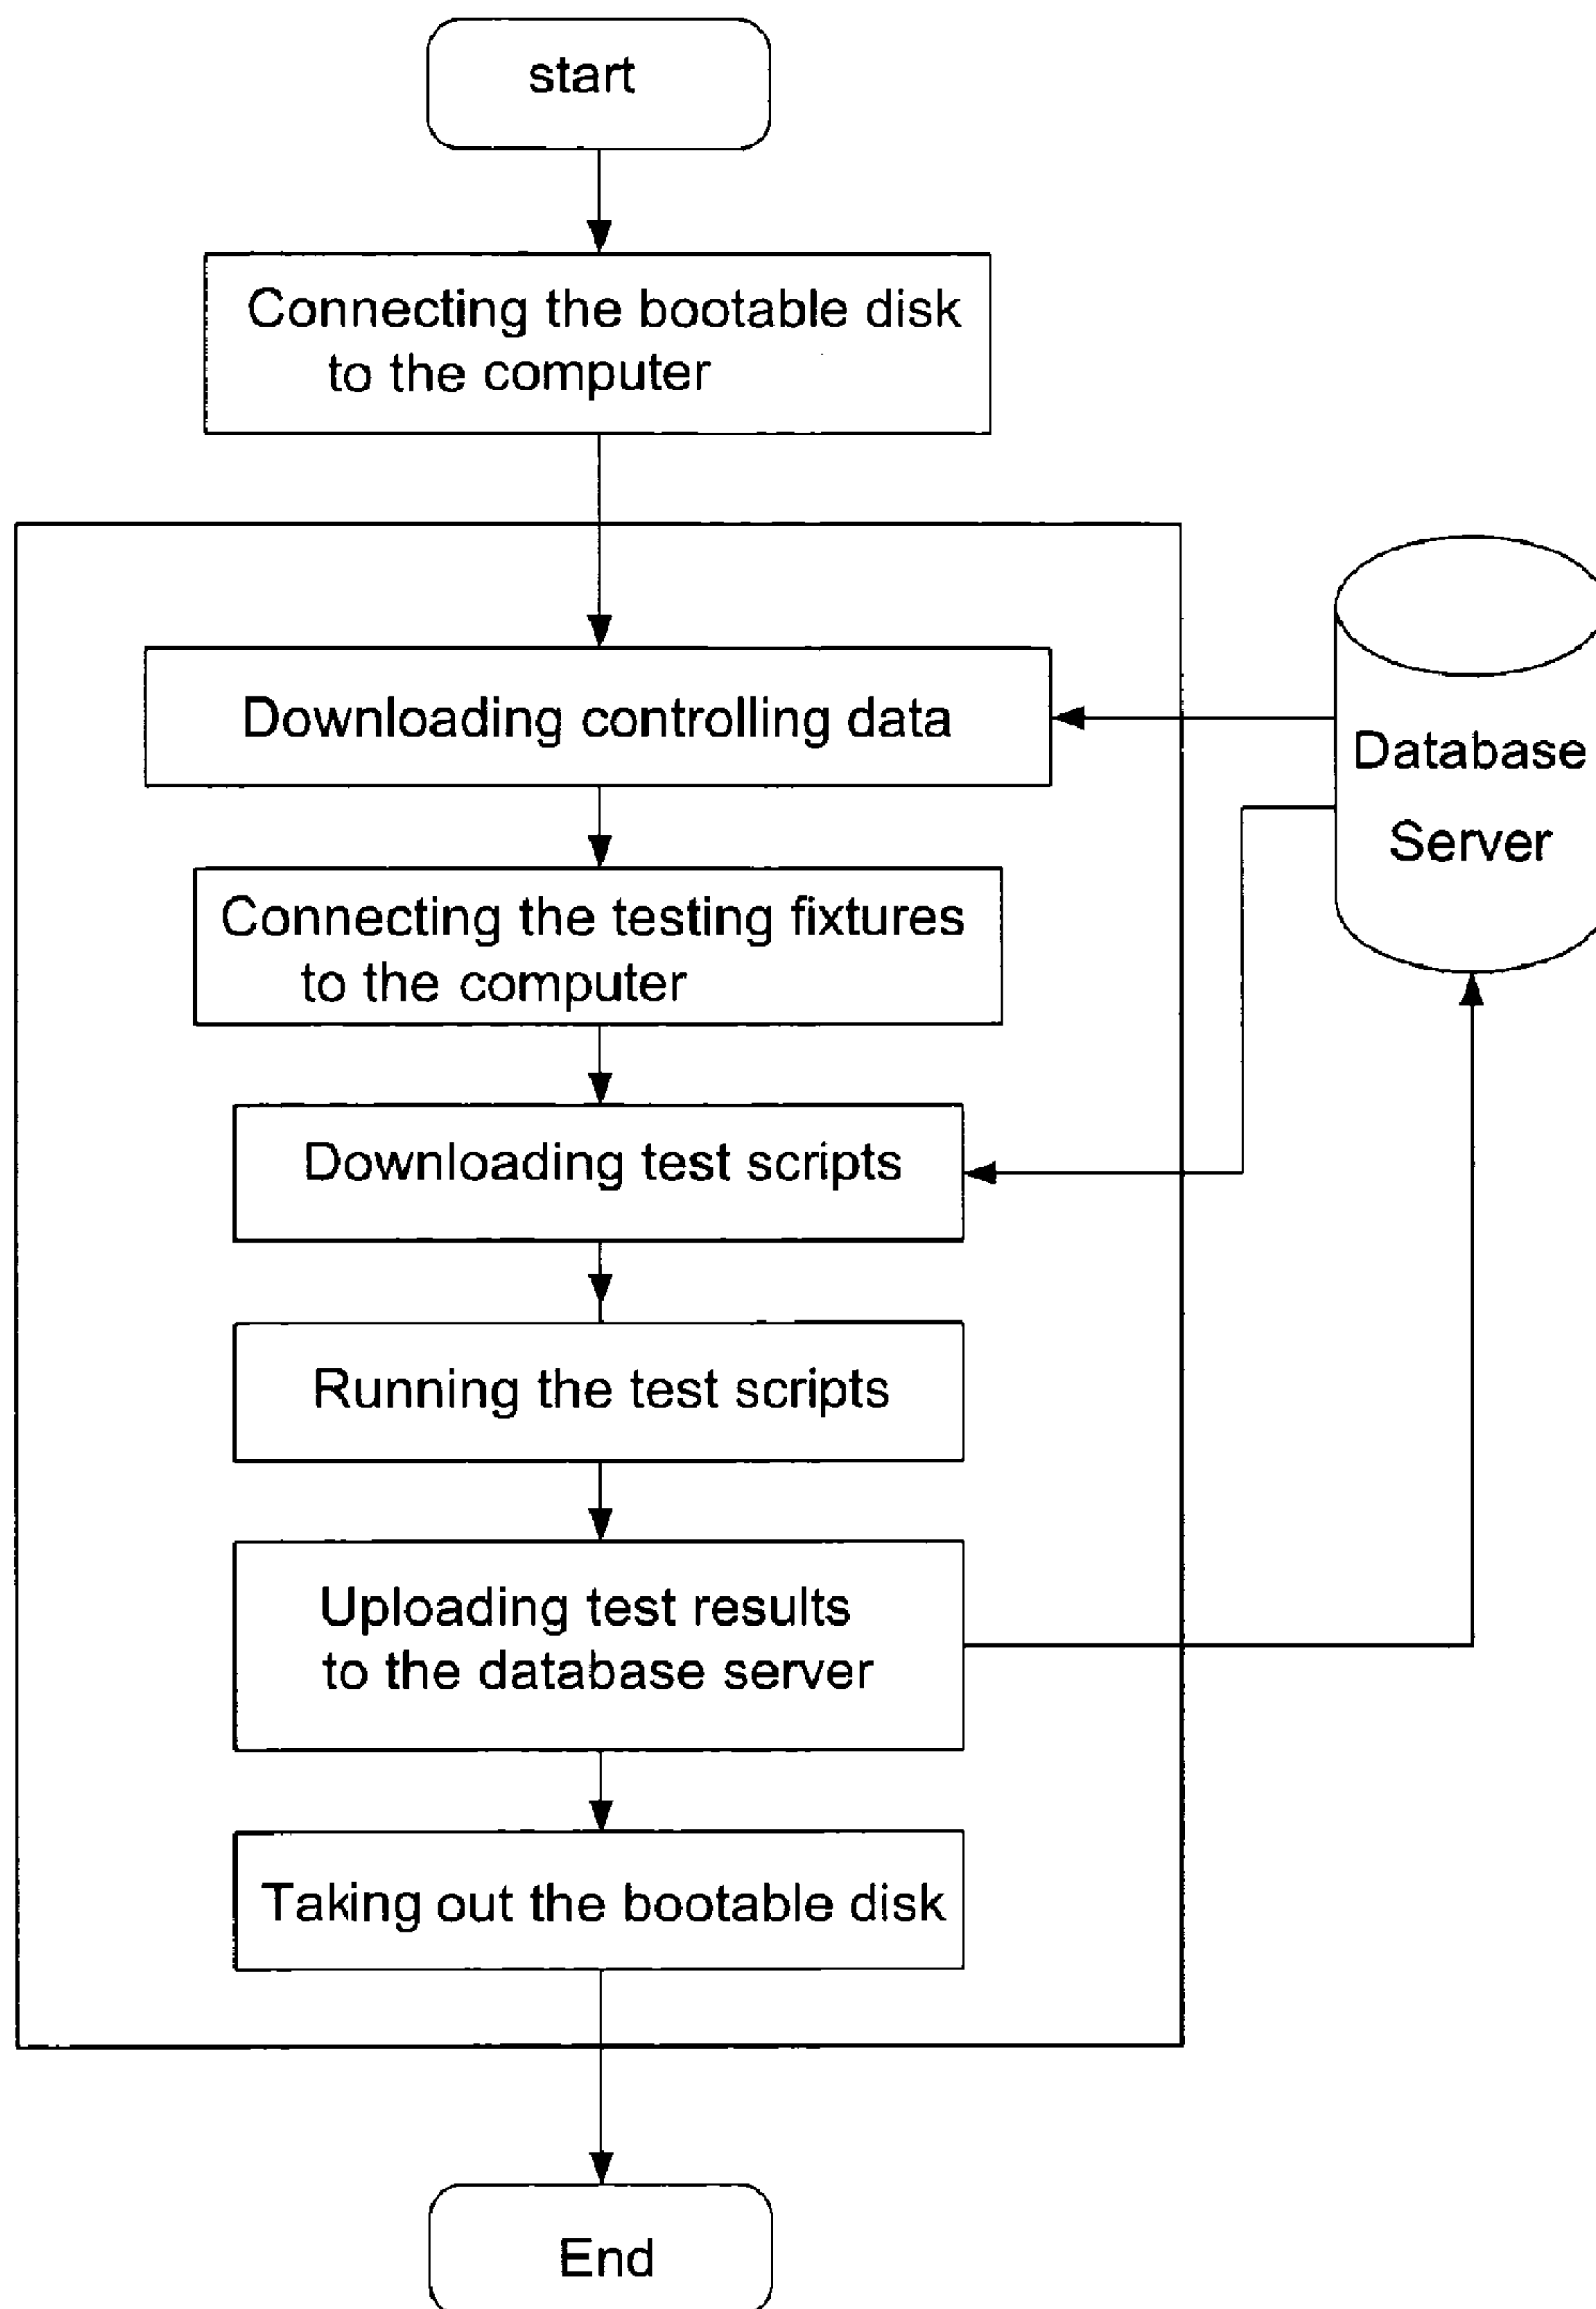 start
Connecting the bootable disk
to the computer
Downloading controlling data
Database
Server
Connecting the testing fixtures
to the computer
Downloading test scripts
Running the test scripts
Uploading test results
to the database server
Taking out the bootable disk
End